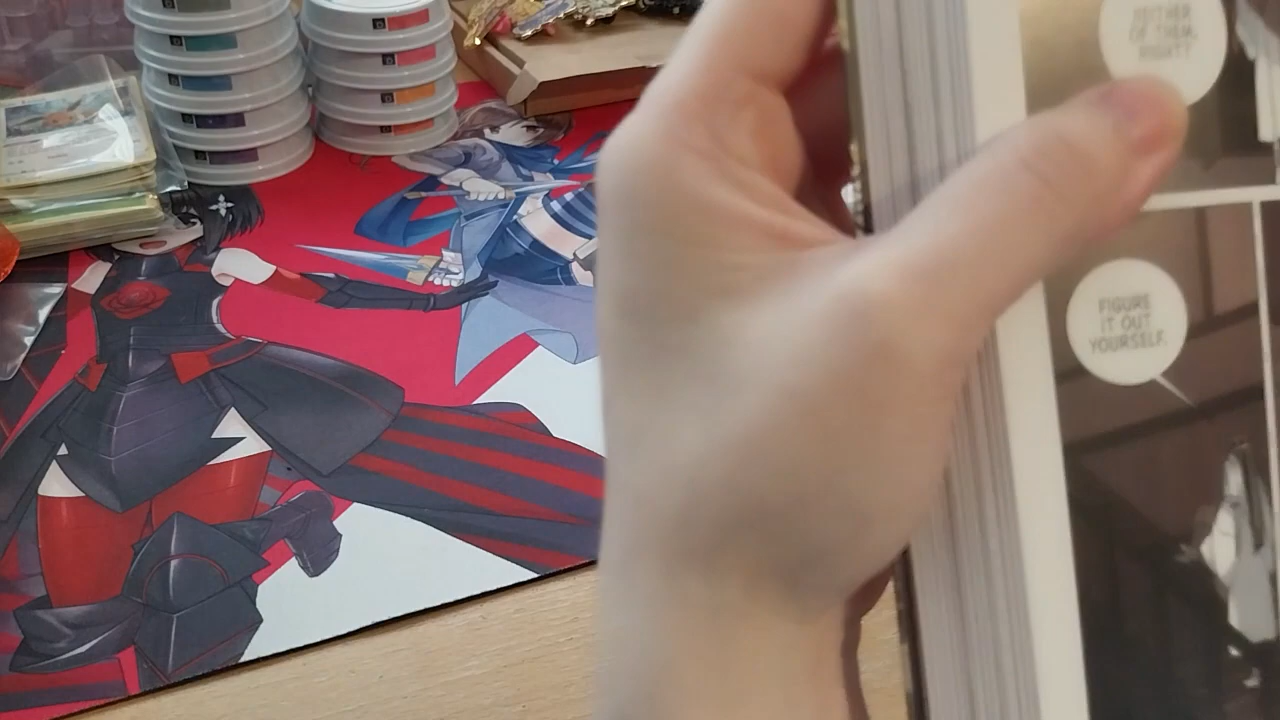 NEITHER
OF THEM,
RIGHT?
FIGURE
IT OUT
YOURSELF.